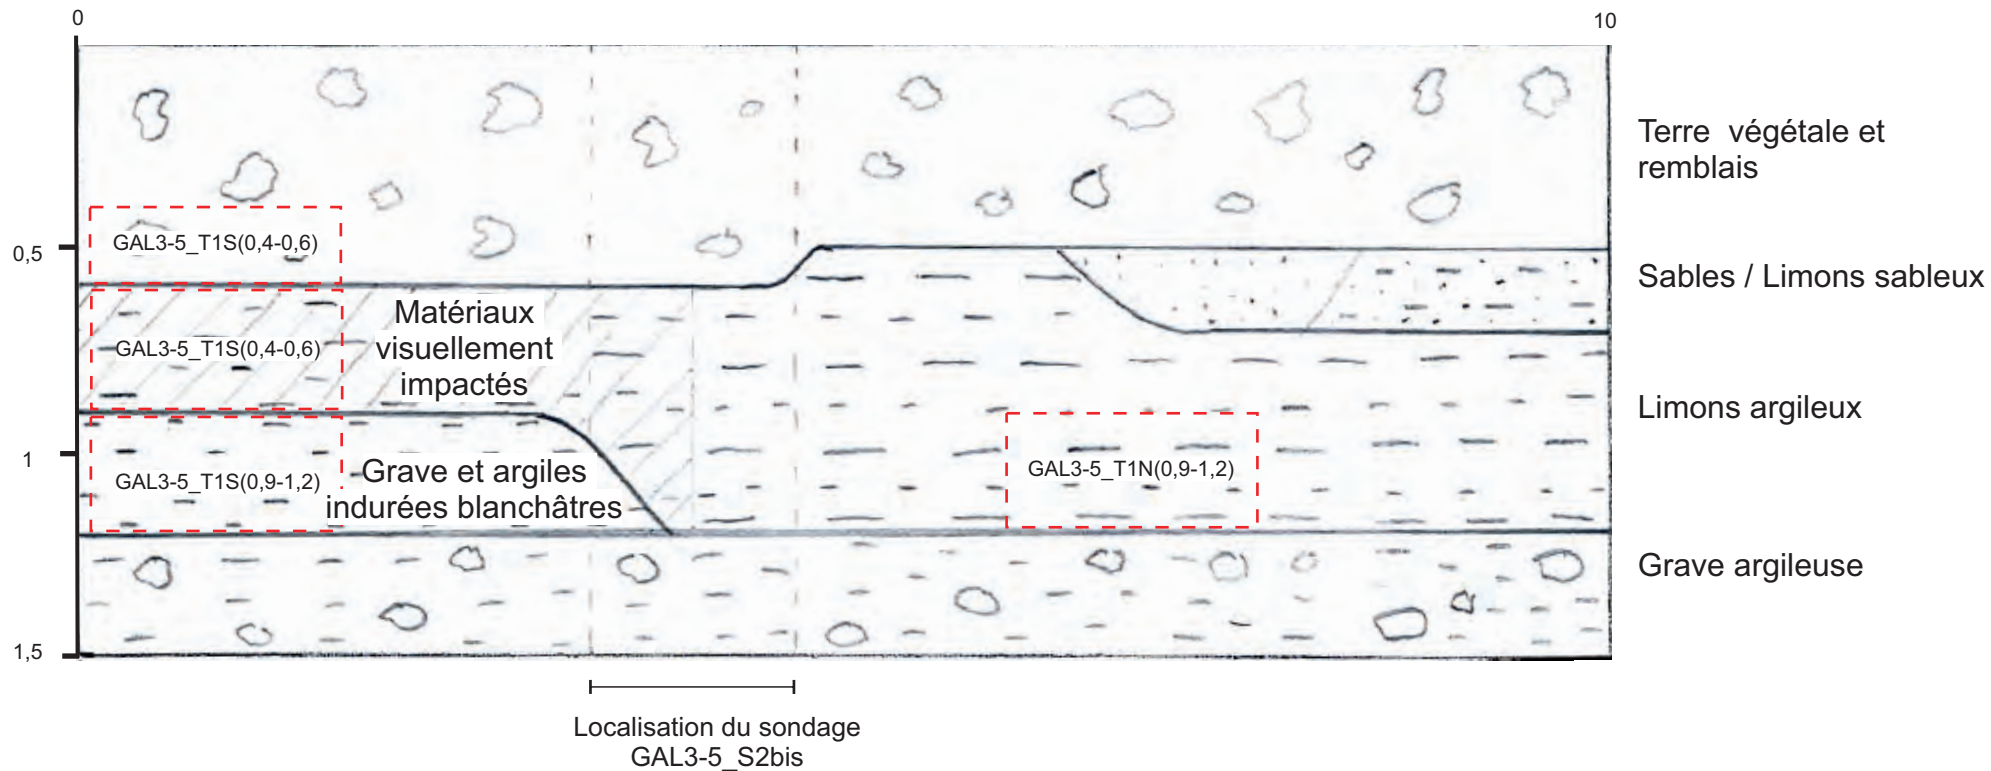 0
10
Terre végétale et
remblais
GAL3-5_T1S(0,4-0,6)
0,5
Sables / Limons sableux
Matériaux
visuellement
impactés
GAL3-5_T1S(0,4-0,6)
Limons argileux
1
Grave et argiles
indurées blanchâtres
GAL3-5_T1S(0,9-1,2)
GAL3-5_T1N(0,9-1,2)
Grave argileuse
1,5
Localisation du sondage
GAL3-5_S2bis